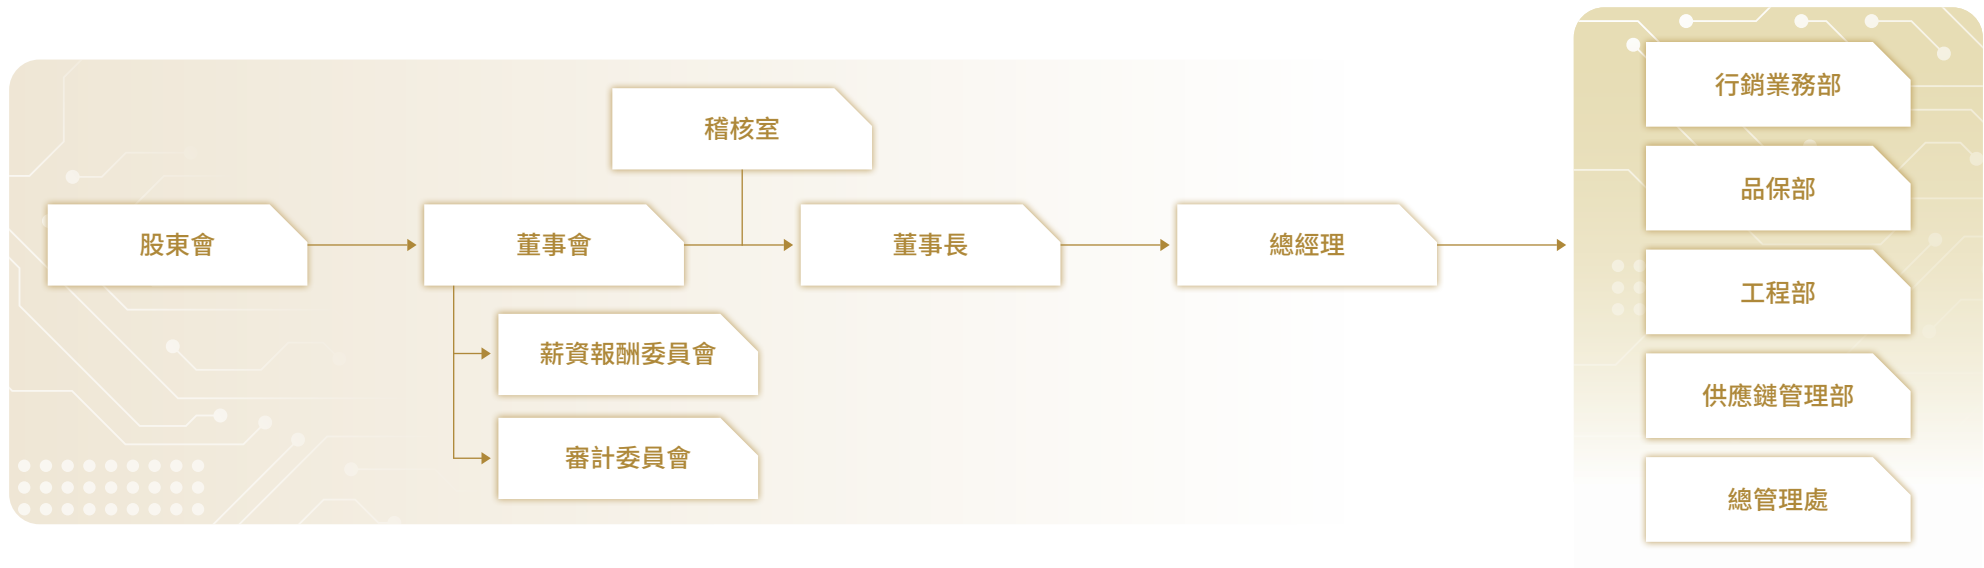 股東會
董事會
薪資報酬委員會
審計委員會
稽核室
董事長
總經理
行銷業務部
品保部
工程部
供應鏈管理部
總管理處